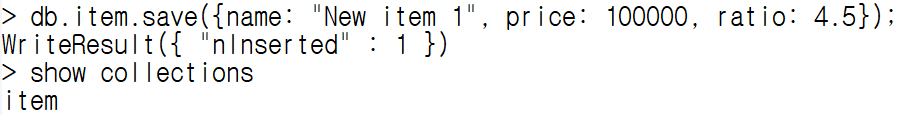 > db.item.save({name: "New item 1", price: 100000, ratio: 4.5});
WriteResult({ "nInserted" : 1 })
> show collections
item